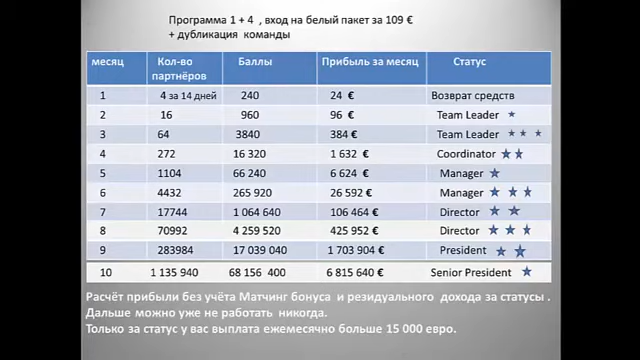 Программа 1 + 4 , вход на белый пакет за 109 €
+ дубликация команды
месяц Кол-во партнёров Баллы Прибыль за месяц Статус
1 4 за 14 дней 240 24 € Возврат средств
2 16 960 96 € Team Leader
3 64 3840 384 € Team Leader
4 272 16 320 1 632 € Coordinator
5 1104 66 240 6 624 € Manager
6 4432 265 920 26 592 € Manager
7 17744 1 064 640 106 464 € Director
8 70992 4 259 520 425 952 € Director
9 283984 17 039 040 1 703 904 € President
10 1 135 940 68 156 400 6 815 640 € Senior President
Расчёт прибыли без учёта Матчинг бонуса и резидуального дохода за статусы .
Дальше можно уже не работать никогда.
Только за статус у вас выплата ежемесячно больше 15 000 евро.